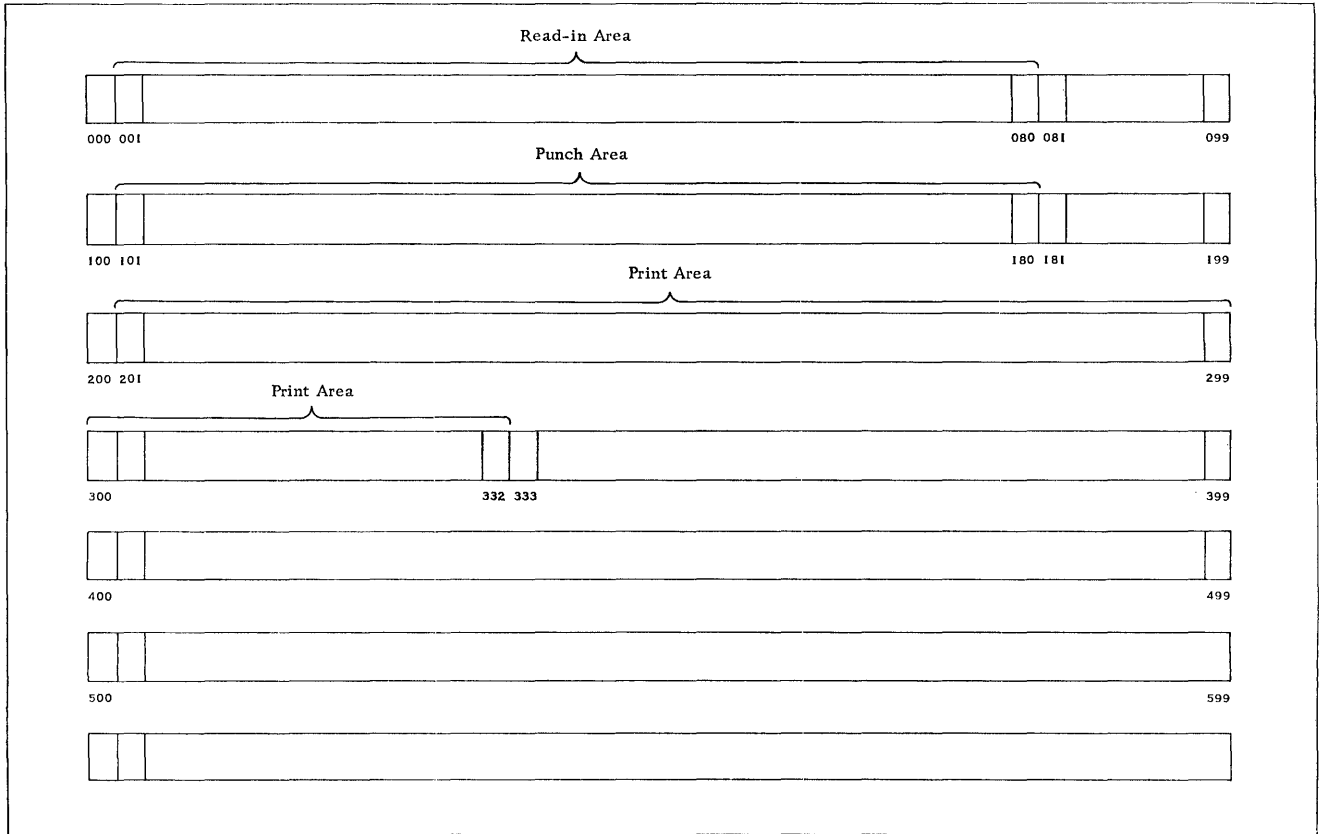 Read-in Area
000 001 080 081 099
Punch Area
100 101 180 181 199
Print Area
200 201 299
Print Area
300 332 333 399
400 499
500 599